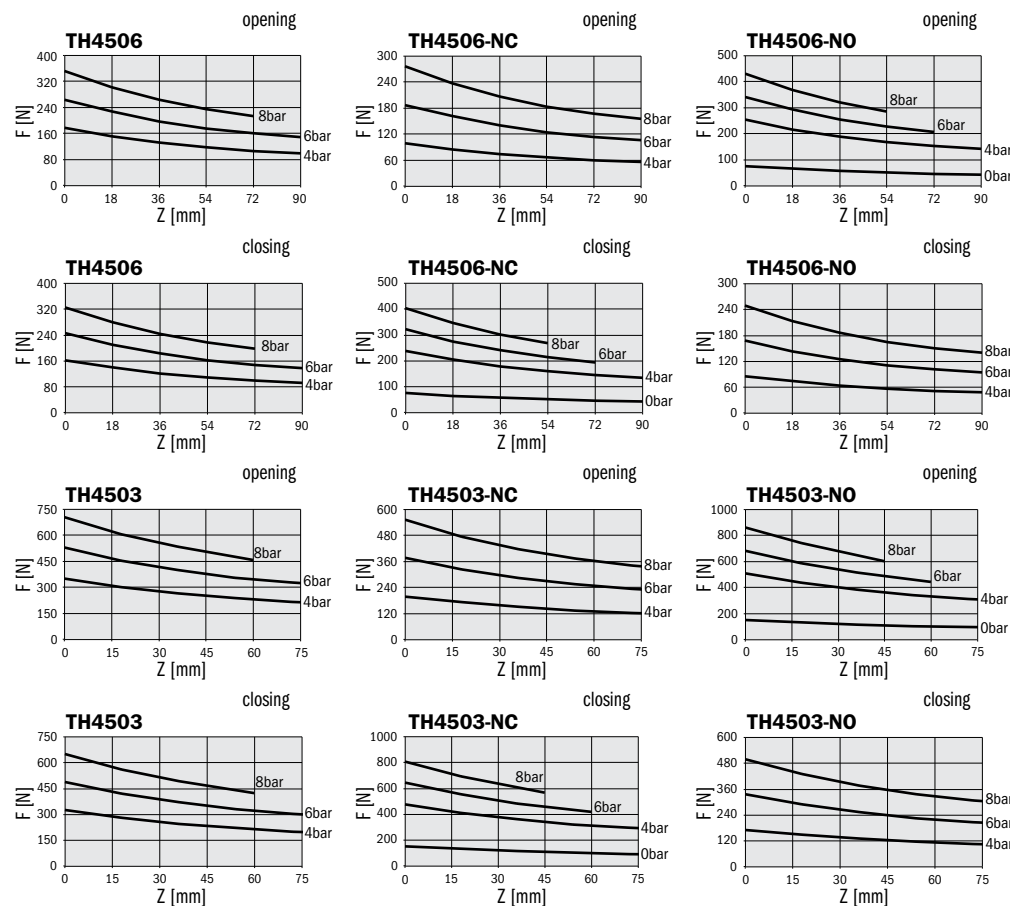 opening
TH4506
F [N]
400
320
240
160
80
0
8bar
6bar
4bar
0 18 36 54 72 90
Z [mm]
opening
TH4506-NC
F [N]
300
240
180
120
60
0
8bar
6bar
4bar
0 18 36 54 72 90
Z [mm]
opening
TH4506-NO
F [N]
500
400
300
200
100
0
8bar
6bar
4bar
0bar
0 18 36 54 72 90
Z [mm]
closing
TH4506
F [N]
400
320
240
160
80
0
8bar
6bar
4bar
0 18 36 54 72 90
Z [mm]
closing
TH4506-NC
F [N]
500
400
300
200
100
0
8bar
6bar
4bar
0bar
0 18 36 54 72 90
Z [mm]
closing
TH4506-NO
F [N]
300
240
180
120
60
0
8bar
6bar
4bar
0 18 36 54 72 90
Z [mm]
opening
TH4503
F [N]
750
600
450
300
150
0
8bar
6bar
4bar
0 15 30 45 60 75
Z [mm]
opening
TH4503-NC
F [N]
600
480
360
240
120
0
8bar
6bar
4bar
0 15 30 45 60 75
Z [mm]
opening
TH4503-NO
F [N]
1000
800
600
400
200
0
8bar
6bar
4bar
0bar
0 15 30 45 60 75
Z [mm]
closing
TH4503
F [N]
750
600
450
300
150
0
8bar
6bar
4bar
0 15 30 45 60 75
Z [mm]
closing
TH4503-NC
F [N]
1000
800
600
400
200
0
8bar
6bar
4bar
0bar
0 15 30 45 60 75
Z [mm]
closing
TH4503-NO
F [N]
600
480
360
240
120
0
8bar
6bar
4bar
0 15 30 45 60 75
Z [mm]